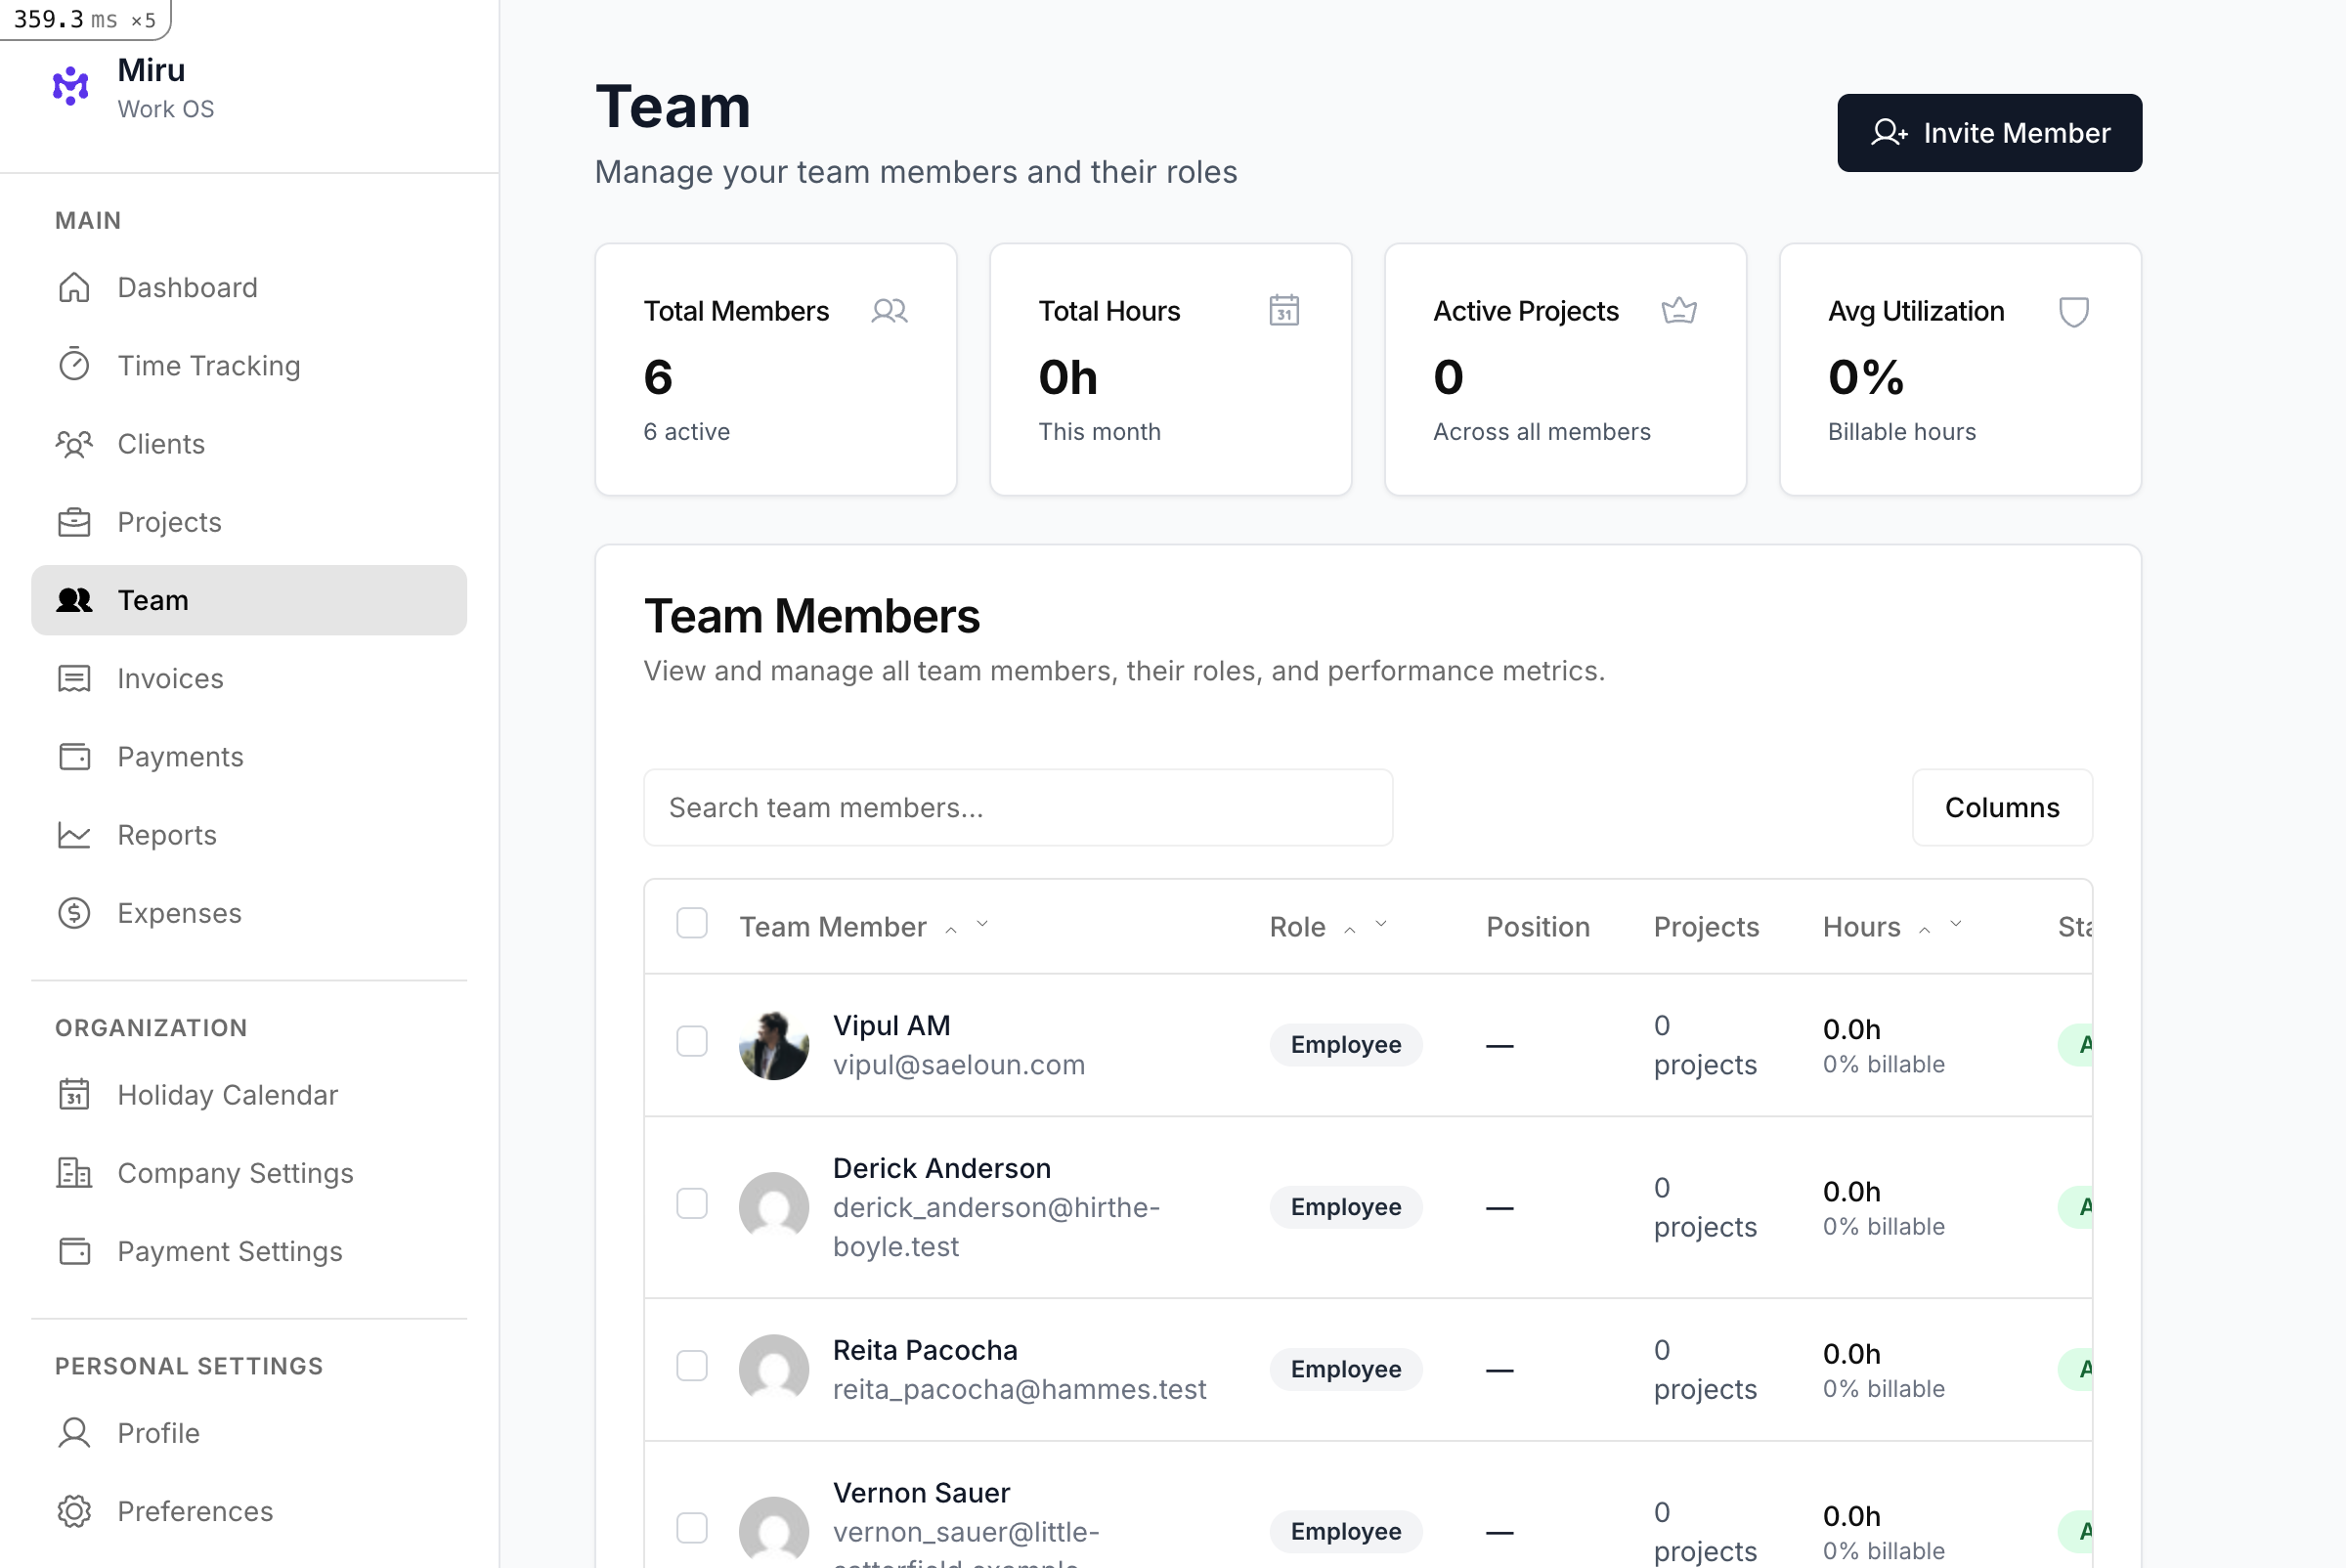 359.3 ms ×5
Miru
Work OS
MAIN
Dashboard
Time Tracking
Clients
Projects
Team
Invoices
Payments
Reports
Expenses
ORGANIZATION
31
Holiday Calendar
Company Settings
Payment Settings
PERSONAL SETTINGS
Profile
Preferences
Team
Manage your team members and their roles
Invite Member
Total Members
6
6 active
Total Hours
31
0h
This month
Active Projects
0
Across all members
Avg Utilization
0%
Billable hours
Team Members
View and manage all team members, their roles, and performance metrics.
Search team members...
Columns
Team Member Role Position Projects Hours
Vipul AM
vipul@saeloun.com
Employee
—
0
projects
0.0h
0% billable
Derick Anderson
derick_anderson@hirthe-
boyle.test
Employee
—
0
projects
0.0h
0% billable
Reita Pacocha
reita_pacocha@hammes.test
Employee
—
0
projects
0.0h
0% billable
Vernon Sauer
vernon_sauer@little-
Employee
—
0
projects
0.0h
0% billable